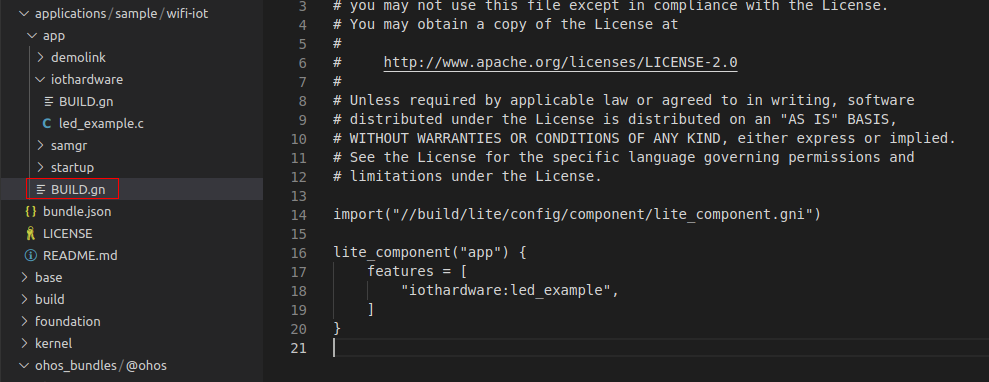 applications/sample/wifi-iot
app
demolink
iothardware
BUILD.gn
C led_example.c
samgr
startup
BUILD.gn
{} bundle.json
LICENSE
README.md
base
build
foundation
kernel
ohos_bundles/@ohos
3 # you may not use this file except in compliance with the License.
4 # You may obtain a copy of the License at
5 #
6 #     http://www.apache.org/licenses/LICENSE-2.0
7 #
8 # Unless required by applicable law or agreed to in writing, software
9 # distributed under the License is distributed on an "AS IS" BASIS,
10 # WITHOUT WARRANTIES OR CONDITIONS OF ANY KIND, either express or implied.
11 # See the License for the specific language governing permissions and
12 # limitations under the License.
13
14 import("//build/lite/config/component/lite_component.gni")
15
16 lite_component("app") {
17     features = [
18         "iothardware:led_example",
19     ]
20 }
21